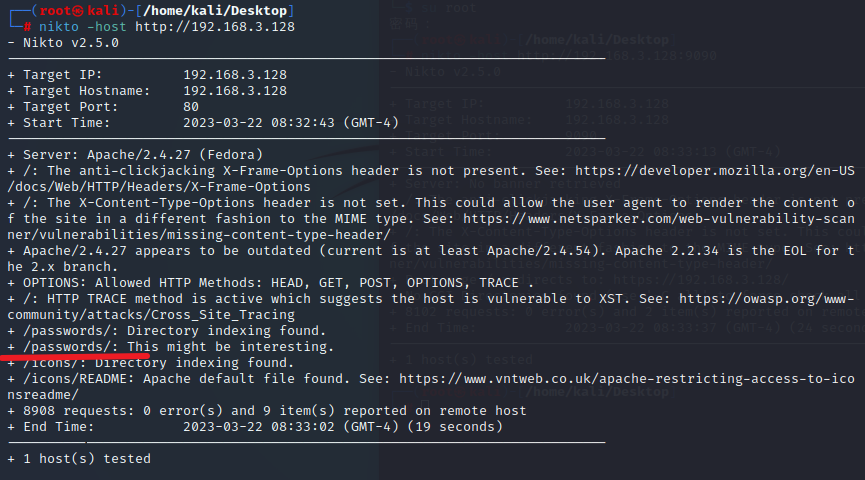 ┌──(root㉿kali)-[/home/kali/Desktop]
└─# nikto -host http://192.168.3.128
- Nikto v2.5.0
---------------------------------------------------------------------------
+ Target IP:          192.168.3.128
+ Target Hostname:    192.168.3.128
+ Target Port:        80
+ Start Time:         2023-03-22 08:32:43 (GMT-4)
---------------------------------------------------------------------------
+ Server: Apache/2.4.27 (Fedora)
+ /: The anti-clickjacking X-Frame-Options header is not present. See: https://developer.mozilla.org/en-US
/docs/Web/HTTP/Headers/X-Frame-Options
+ /: The X-Content-Type-Options header is not set. This could allow the user agent to render the content o
f the site in a different fashion to the MIME type. See: https://www.netsparker.com/web-vulnerability-scan
ner/vulnerabilities/missing-content-type-header/
+ Apache/2.4.27 appears to be outdated (current is at least Apache/2.4.54). Apache 2.2.34 is the EOL for t
he 2.x branch.
+ OPTIONS: Allowed HTTP Methods: HEAD, GET, POST, OPTIONS, TRACE .
+ /: HTTP TRACE method is active which suggests the host is vulnerable to XST. See: https://owasp.org/www-
community/attacks/Cross_Site_Tracing
+ /passwords/: Directory indexing found.
+ /passwords/: This might be interesting.
+ /icons/: Directory indexing found.
+ /icons/README: Apache default file found. See: https://www.vntweb.co.uk/apache-restricting-access-to-ico
nsreadme/
+ 8908 requests: 0 error(s) and 9 item(s) reported on remote host
+ End Time:           2023-03-22 08:33:02 (GMT-4) (19 seconds)
---------------------------------------------------------------------------
+ 1 host(s) tested